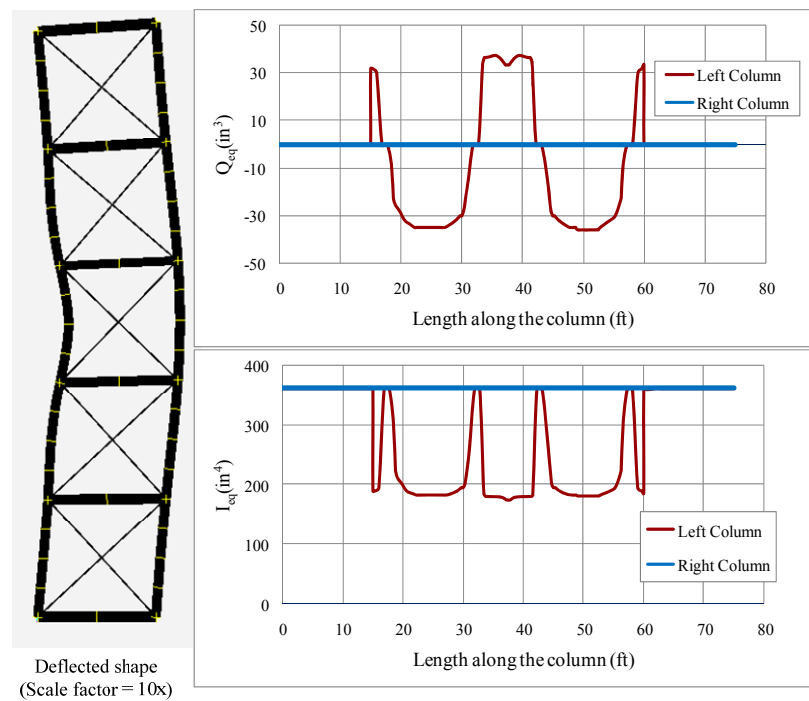 50
30
10
-10
-30
-50
Q_eq(in^3)
0 10 20 30 40 50 60 70 80
Length along the column (ft)
Left Column
Right Column
400
300
200
100
0
I_eq(in^4)
0 10 20 30 40 50 60 70 80
Length along the column (ft)
Left Column
Right Column
Deflected shape
(Scale factor = 10x)